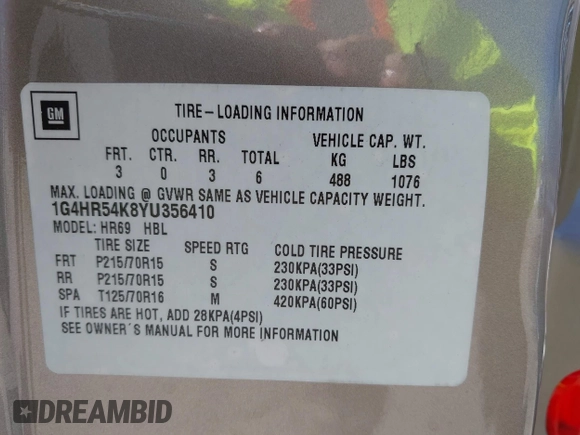 GM
TIRE-LOADING INFORMATION
OCCUPANTS VEHICLE CAP. WT.
FRT. CTR. RR. TOTAL KG LBS
3 0 3 6 488 1076
MAX. LOADING @ GVWR SAME AS VEHICLE CAPACITY WEIGHT.
1G4HR54K8YU356410
MODEL: HR69 HBL
TIRE SIZE SPEED RTG COLD TIRE PRESSURE
FRT P215/70R15 S 230KPA(33PSI)
RR P215/70R15 S 230KPA(33PSI)
SPA T125/70R16 M 420KPA(60PSI)
IF TIRES ARE HOT, ADD 28KPA(4PSI)
SEE OWNER'S MANUAL FOR MORE INFORMATION
DREAMBID